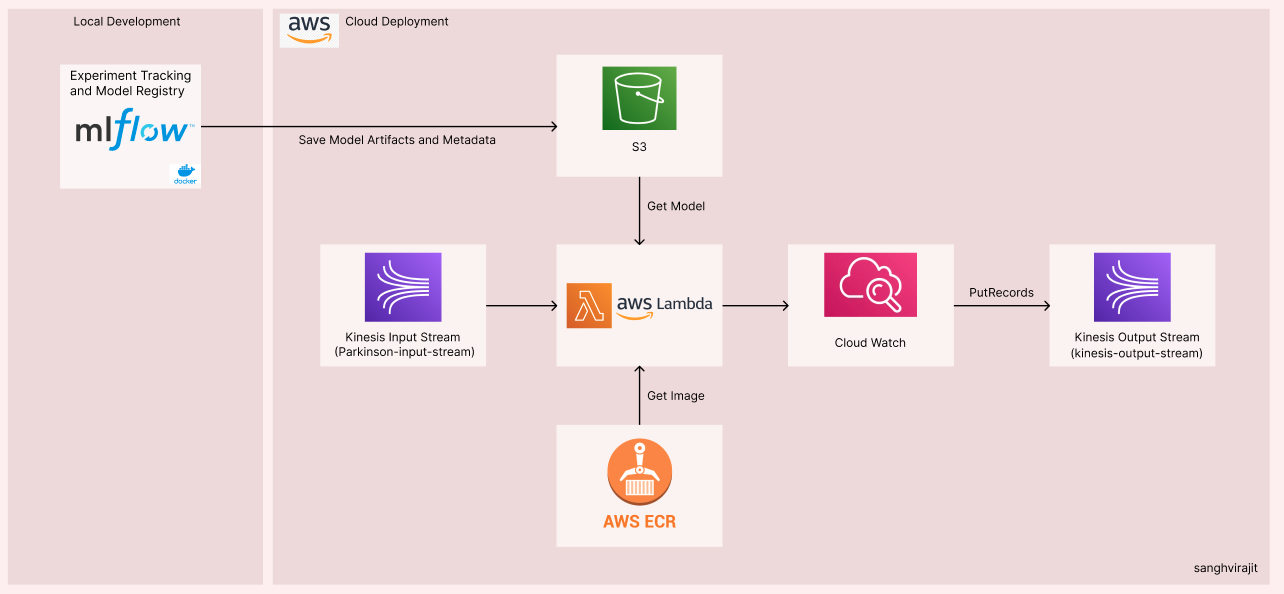 Local Development
aws
Cloud Deployment
Experiment Tracking
and Model Registry
mlflow™
docker
Save Model Artifacts and Metadata
S3
Get Model
Kinesis Input Stream
(Parkinson-input-stream)
aws Lambda
Cloud Watch
PutRecords
Kinesis Output Stream
(kinesis-output-stream)
Get Image
AWS ECR
sanghvirajit